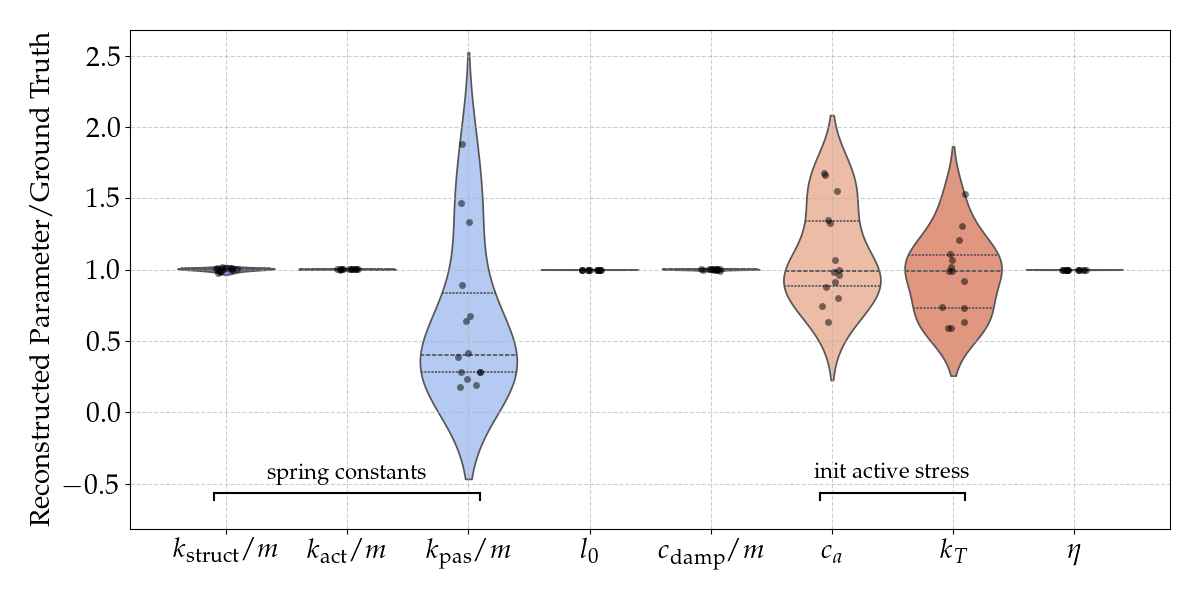 Reconstructed Parameter/Ground Truth
2.5
2.0
1.5
1.0
0.5
0.0
−0.5
spring constants
init active stress
k_struct/m k_act/m k_pas/m l_0 c_damp/m c_a k_T η